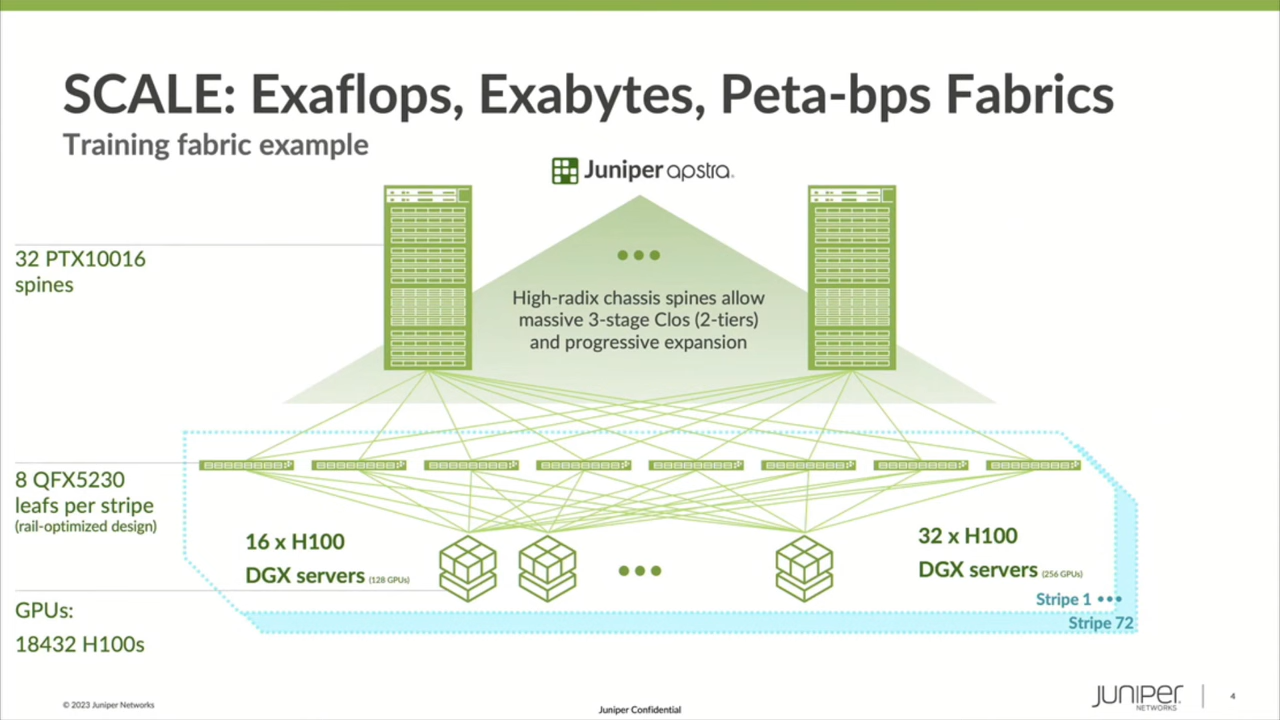 SCALE: Exaflops, Exabytes, Peta-bps Fabrics
Training fabric example
Juniper apstra
32 PTX10016
spines
High-radix chassis spines allow
massive 3-stage Clos (2-tiers)
and progressive expansion
8 QFX5230
leafs per stripe
(rail-optimized design)
16 x H100
DGX servers (128 GPUs)
32 x H100
DGX servers (256 GPUs)
Stripe 1
Stripe 72
GPUs:
18432 H100s
© 2023 Juniper Networks
Juniper Confidential
JUNIPER
NETWORKS
4